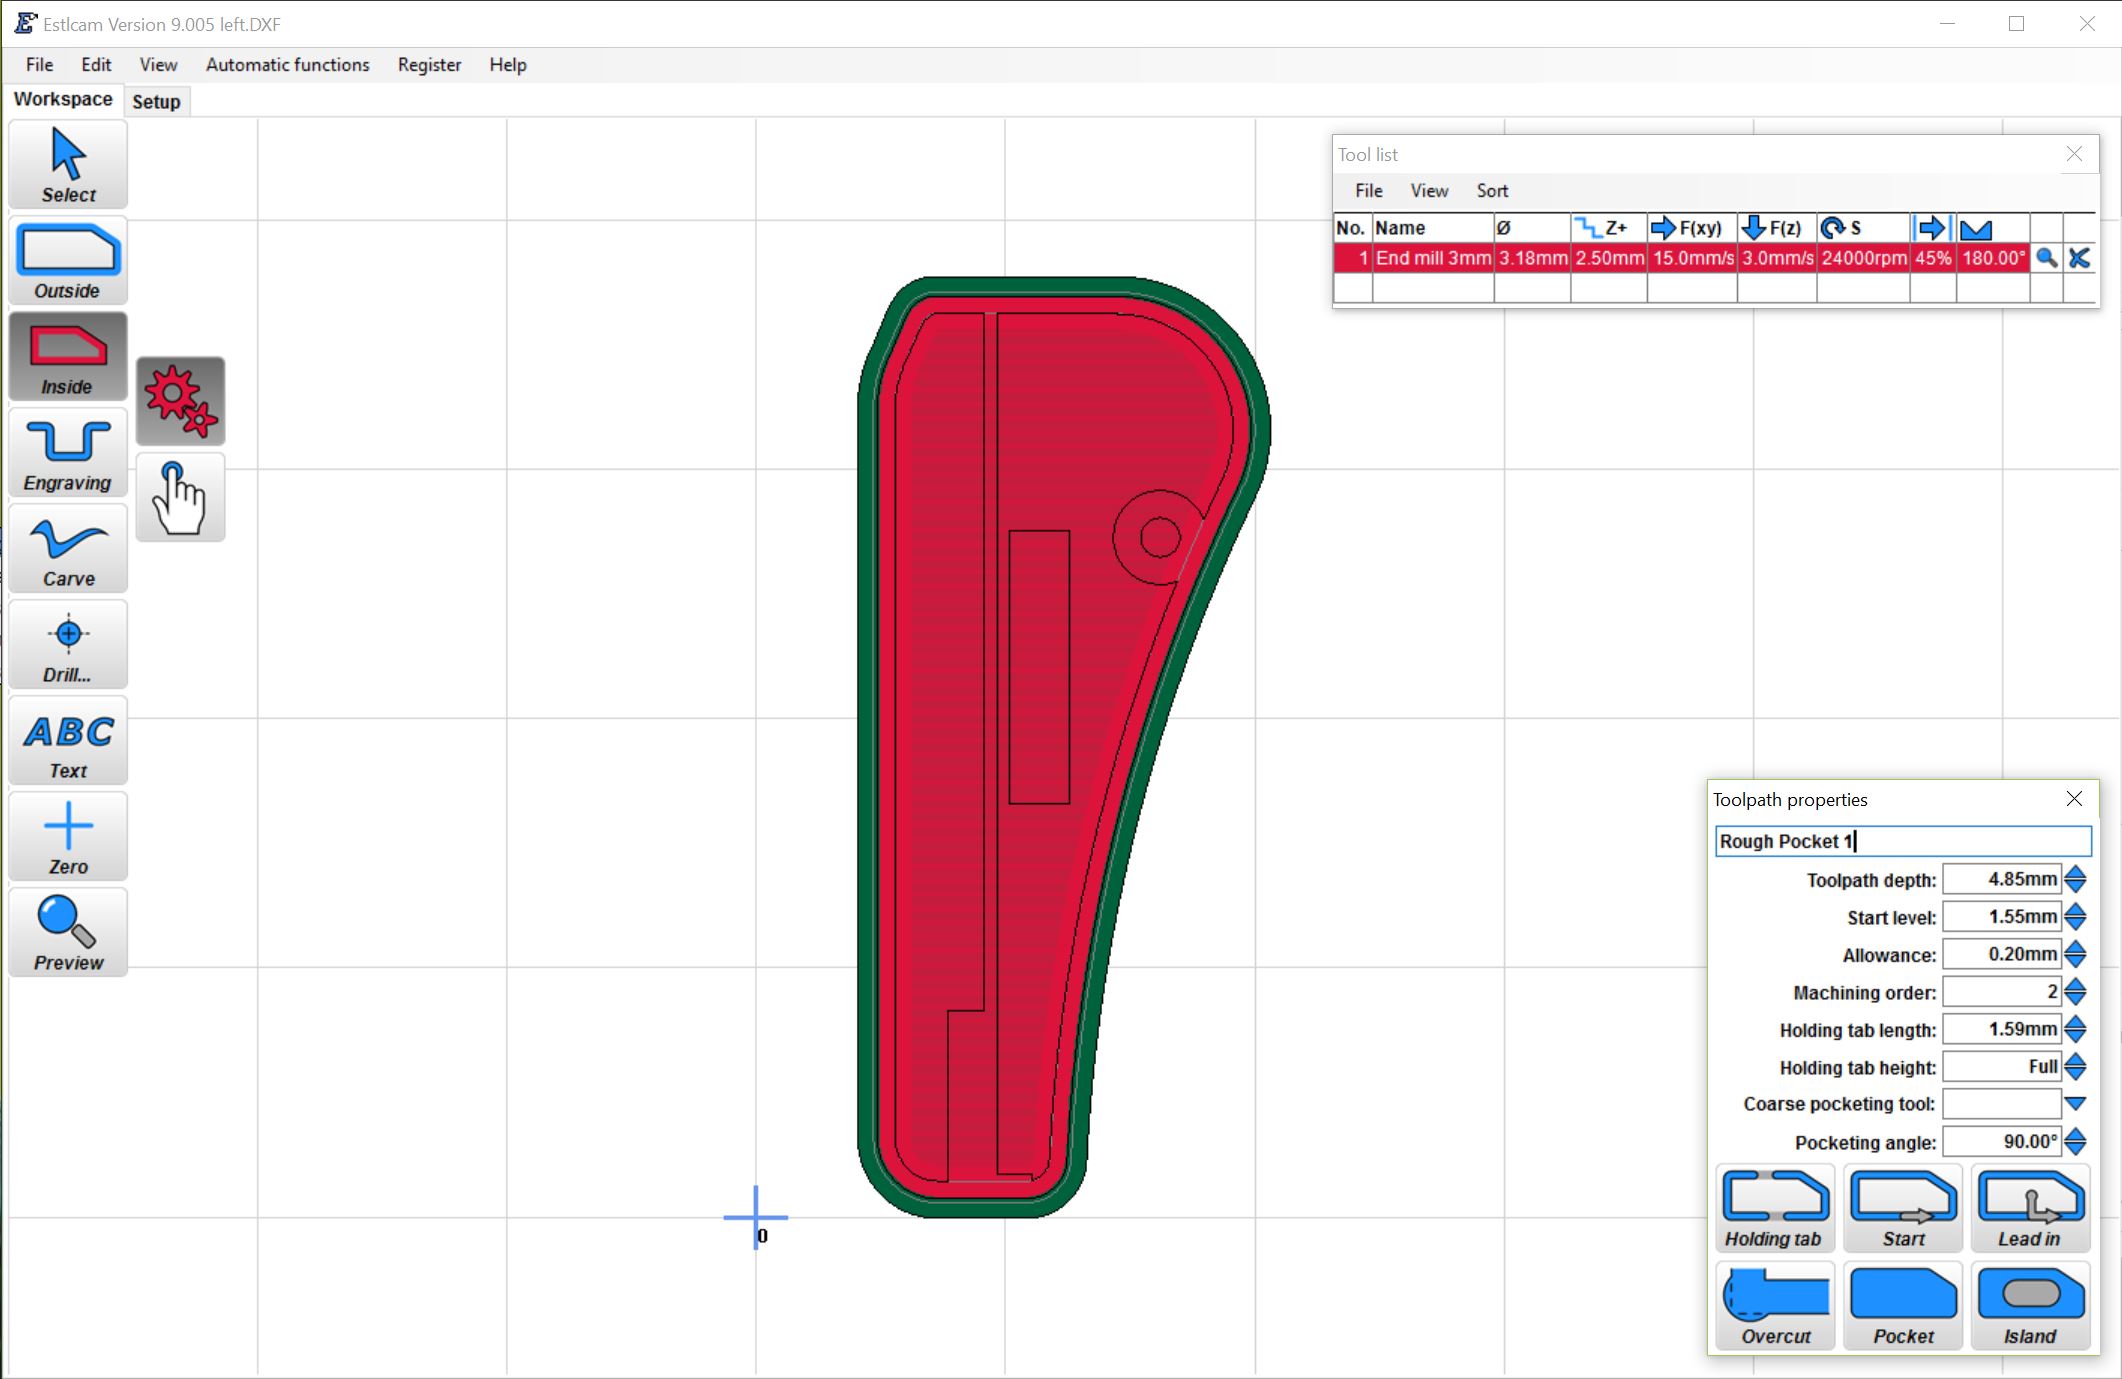 Estlcam Version 9.005 left.DXF
File Edit View Automatic functions Register Help
Workspace Setup
Select
Outside
Inside
Engraving
Carve
Drill...
ABC
Text
Zero
Preview
0
Tool list
File View Sort
No. Name Ø Z+ F(xy) F(z) S
1 End mill 3mm 3.18mm 2.50mm 15.0mm/s 3.0mm/s 24000rpm 45% 180.00°
Toolpath properties
Rough Pocket 1
Toolpath depth: 4.85mm
Start level: 1.55mm
Allowance: 0.20mm
Machining order: 2
Holding tab length: 1.59mm
Holding tab height: Full
Coarse pocketing tool:
Pocketing angle: 90.00°
Holding tab Start Lead in
Overcut Pocket Island